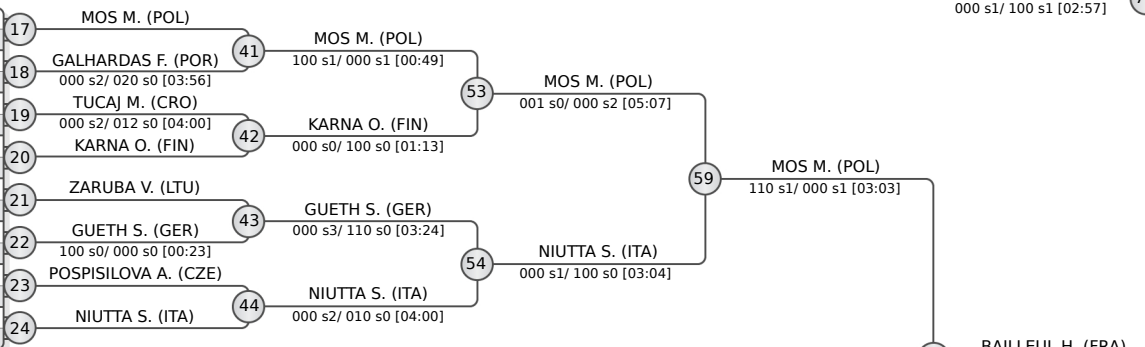 000 s1/ 100 s1 [02:57]
17
MOS M. (POL)
41
MOS M. (POL)
100 s1/ 000 s1 [00:49]
18
GALHARDAS F. (POR)
000 s2/ 020 s0 [03:56]
53
MOS M. (POL)
001 s0/ 000 s2 [05:07]
19
TUCAJ M. (CRO)
000 s2/ 012 s0 [04:00]
42
KARNA O. (FIN)
000 s0/ 100 s0 [01:13]
20
KARNA O. (FIN)
59
MOS M. (POL)
110 s1/ 000 s1 [03:03]
21
ZARUBA V. (LTU)
43
GUETH S. (GER)
000 s3/ 110 s0 [03:24]
22
GUETH S. (GER)
100 s0/ 000 s0 [00:23]
54
NIUTTA S. (ITA)
000 s1/ 100 s0 [03:04]
23
POSPISILOVA A. (CZE)
44
NIUTTA S. (ITA)
000 s2/ 010 s0 [04:00]
24
NIUTTA S. (ITA)
BAILLEUL H. (FRA)